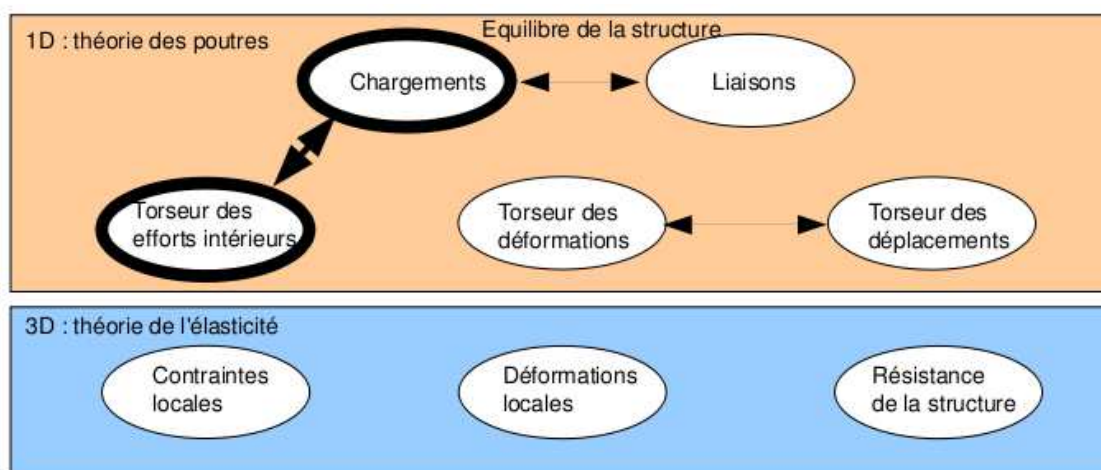 1D : théorie des poutres
Equilibre de la structure
Chargements
Liaisons
Torseur des
efforts intérieurs
Torseur des
déformations
Torseur des
déplacements
3D : théorie de l'élasticité
Contraintes
locales
Déformations
locales
Résistance
de la structure